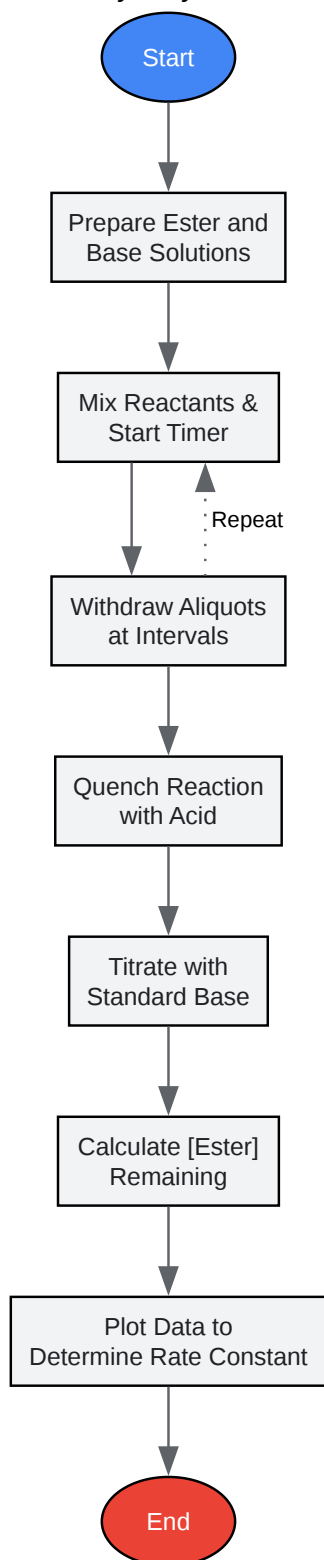 Start
Prepare Ester and
Base Solutions
Mix Reactants &
Start Timer
Repeat
Withdraw Aliquots
at Intervals
Quench Reaction
with Acid
Titrate with
Standard Base
Calculate [Ester]
Remaining
Plot Data to
Determine Rate Constant
End